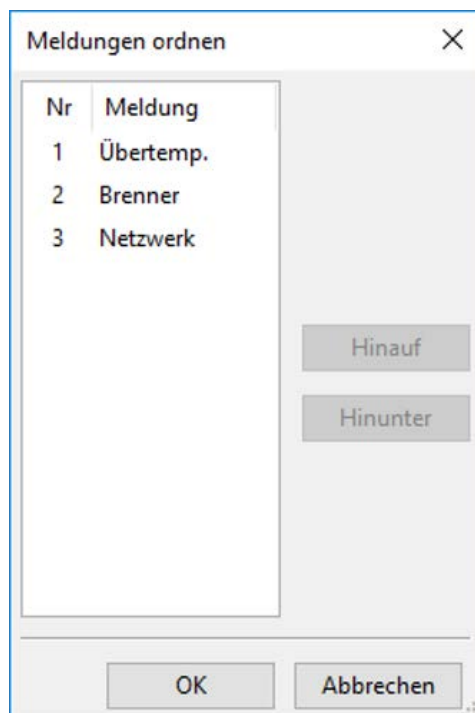 Meldungen ordnen
Nr Meldung
1 Übertemp.
2 Brenner
3 Netzwerk
Hinauf
Hinunter
OK Abbrechen